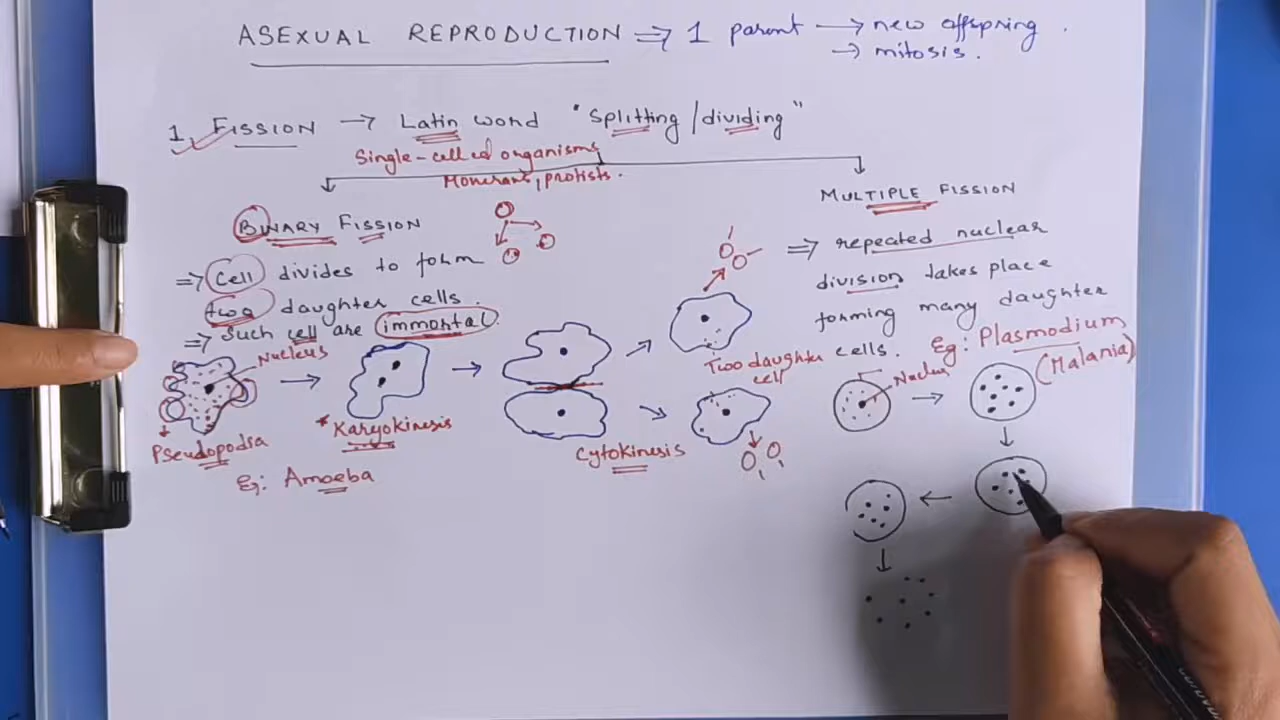 ASEXUAL REPRODUCTION ⇒ 1 parent → new offspring.
→ mitosis.
1. FISSION → Latin word "Splitting/dividing"
Single-celled organisms
Monerans, protists.
BINARY FISSION
⇒ Cell divides to form
two daughter cells.
⇒ Such cell are immortal.
Nucleus
Pseudopodia
* Karyokinesis
Cytokinesis
Two daughter
cell
Eg: Amoeba
MULTIPLE FISSION
⇒ repeated nuclear
division takes place
forming many daughter
cells. Eg: Plasmodium
(Malaria)
Nucleus